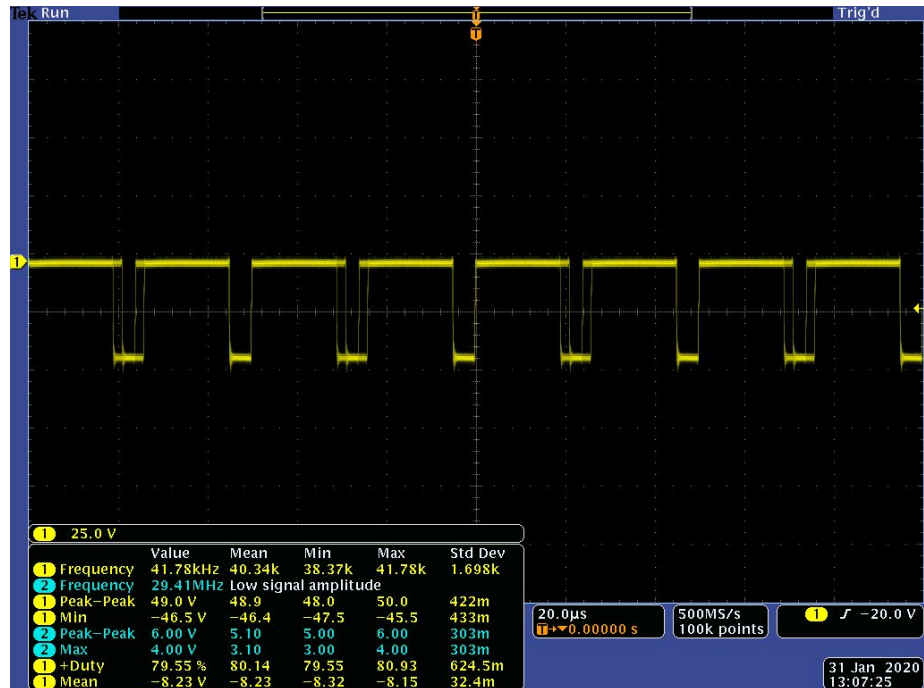 Tek Run Trig'd
T
T
1
1 25.0 V
Value Mean Min Max Std Dev
1 Frequency 41.78kHz 40.34k 38.37k 41.78k 1.698k
2 Frequency 29.41MHz Low signal amplitude
1 Peak-Peak 49.0 V 48.9 48.0 50.0 422m
1 Min -46.5 V -46.4 -47.5 -45.5 433m
2 Peak-Peak 6.00 V 5.10 5.00 6.00 303m
2 Max 4.00 V 3.10 3.00 4.00 303m
1 +Duty 79.55 % 80.14 79.55 80.93 624.5m
1 Mean -8.23 V -8.23 -8.32 -8.15 32.4m
20.0µs
T→▼0.00000 s
500MS/s
100k points
1 ∫ -20.0 V
31 Jan 2020
13:07:25